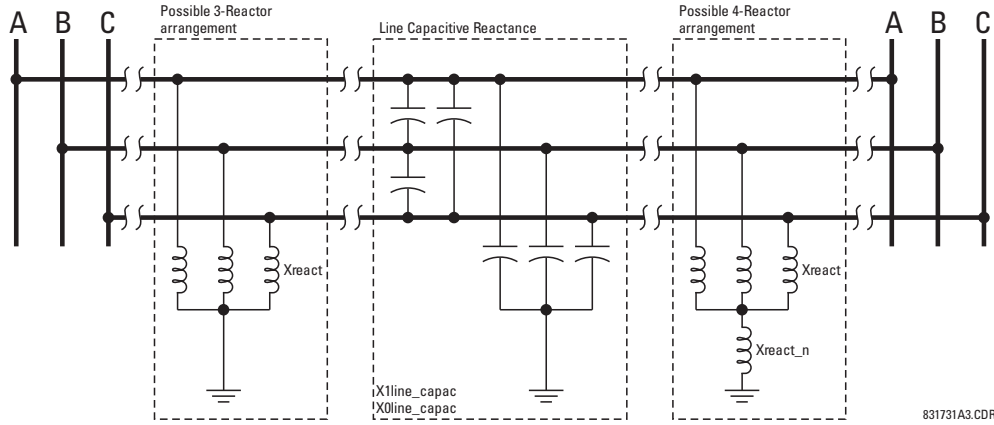 A B C
Possible 3-Reactor
arrangement
Line Capacitive Reactance
Possible 4-Reactor
arrangement
A B C
Xreact
Xreact
Xreact_n
X1line_capac
X0line_capac
831731A3.CDR